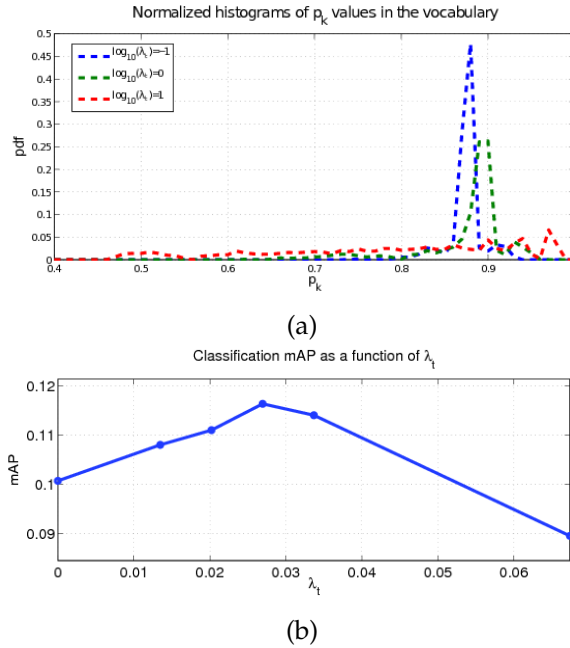 Normalized histograms of pk values in the vocabulary
0.5
0.45
0.4
0.35
0.3
0.25
0.2
0.15
0.1
0.05
0
pdf
log10(λt)=-1
log10(λt)=0
log10(λt)=1
0.4 0.5 0.6 0.7 0.8 0.9
pk
(a)
Classification mAP as a function of λt
0.12
0.11
0.1
0.09
mAP
0 0.01 0.02 0.03 0.04 0.05 0.06
λt
(b)